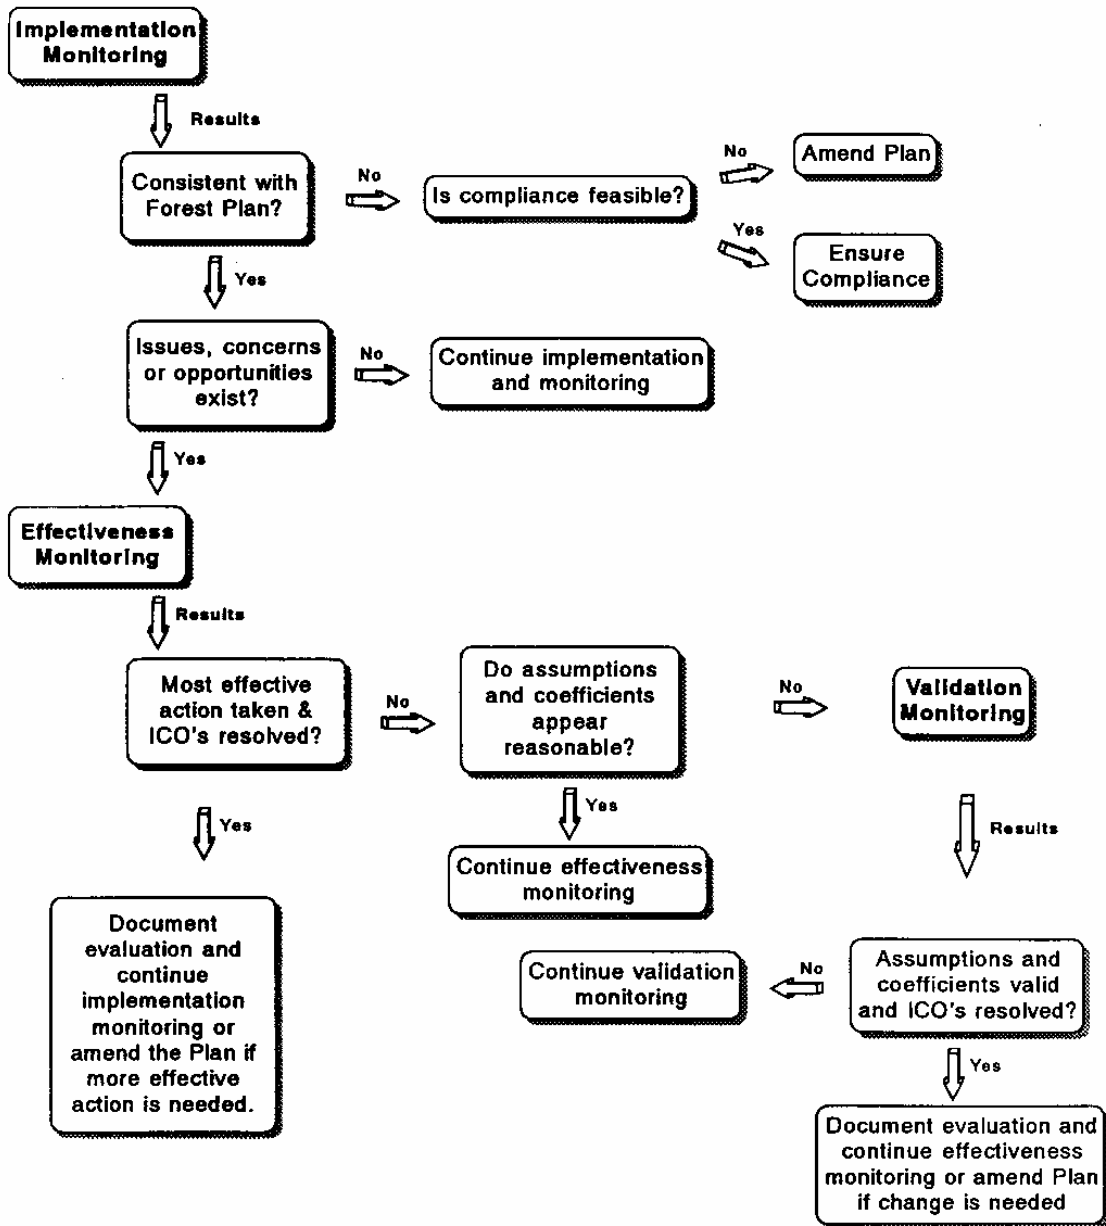 Implementation
Monitoring
Results
Consistent with
Forest Plan?
No
Is compliance feasible?
No
Amend Plan
Yes
Ensure
Compliance
Yes
Issues, concerns
or opportunities
exist?
No
Continue implementation
and monitoring
Yes
Effectiveness
Monitoring
Results
Most effective
action taken &
ICO's resolved?
No
Do assumptions
and coefficients
appear
reasonable?
No
Validation
Monitoring
Yes
Document
evaluation and
continue
implementation
monitoring or
amend the Plan if
more effective
action is needed.
Yes
Continue effectiveness
monitoring
Results
Assumptions and
coefficients valid
and ICO's resolved?
No
Continue validation
monitoring
Yes
Document evaluation and
continue effectiveness
monitoring or amend Plan
if change is needed